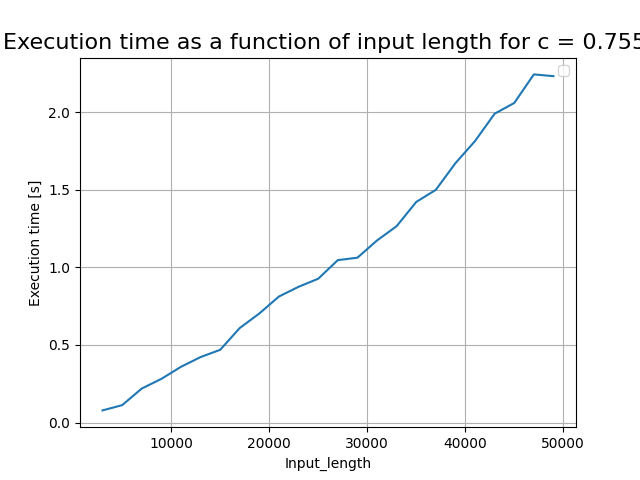 Execution time as a function of input length for c = 0.755
2.0
1.5
1.0
0.5
0.0
Execution time [s]
10000 20000 30000 40000 50000
Input_length